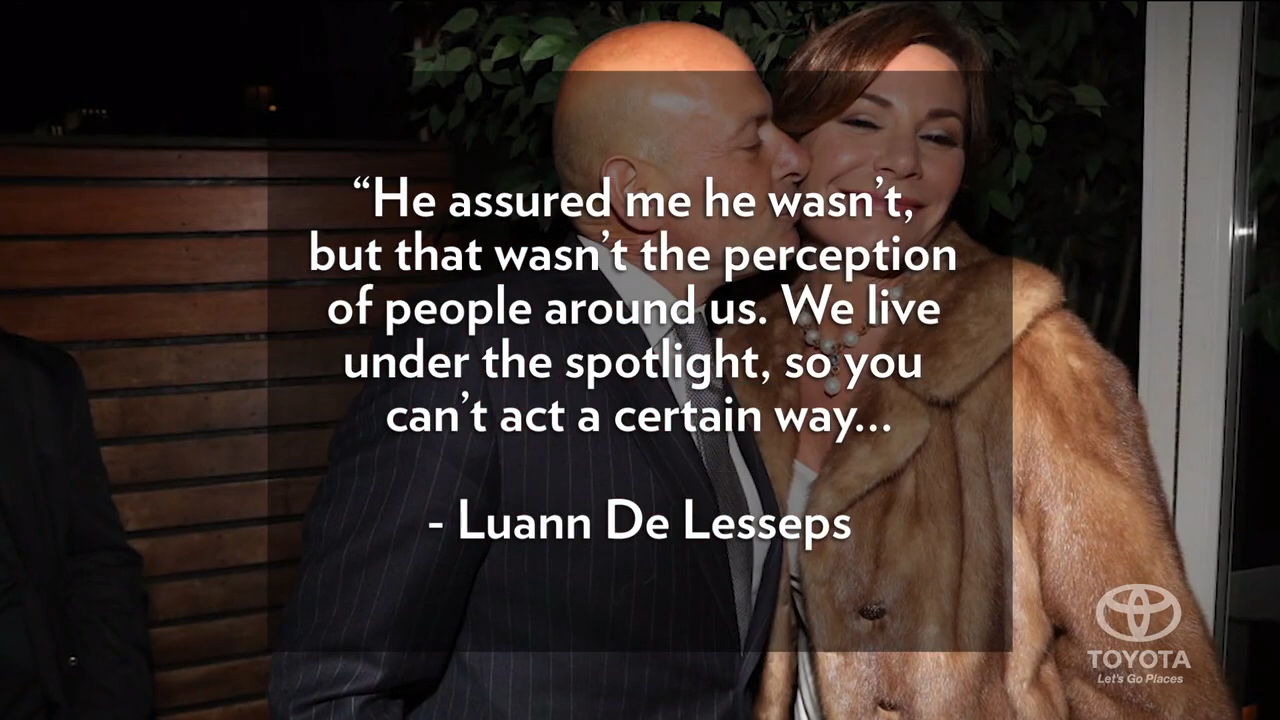 “He assured me he wasn’t,
but that wasn’t the perception
of people around us. We live
under the spotlight, so you
can’t act a certain way...
- Luann De Lesseps
TOYOTA
Let's Go Places